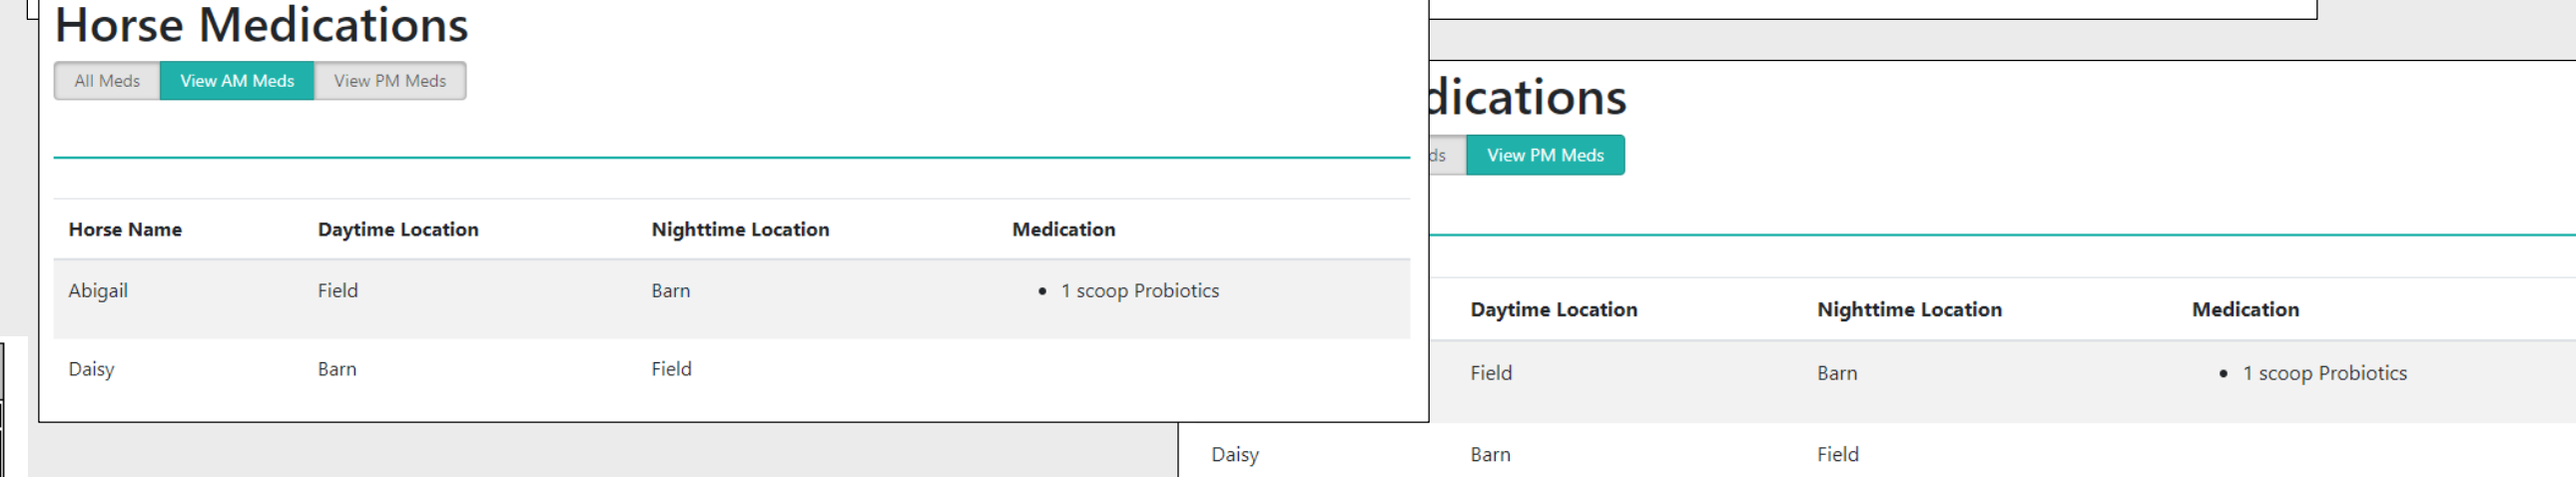 Horse Medications
All Meds View AM Meds View PM Meds
Horse Name Daytime Location Nighttime Location Medication
Abigail Field Barn • 1 scoop Probiotics
Daisy Barn Field
dications
ds View PM Meds
Daytime Location Nighttime Location Medication
Field Barn • 1 scoop Probiotics
Daisy Barn Field